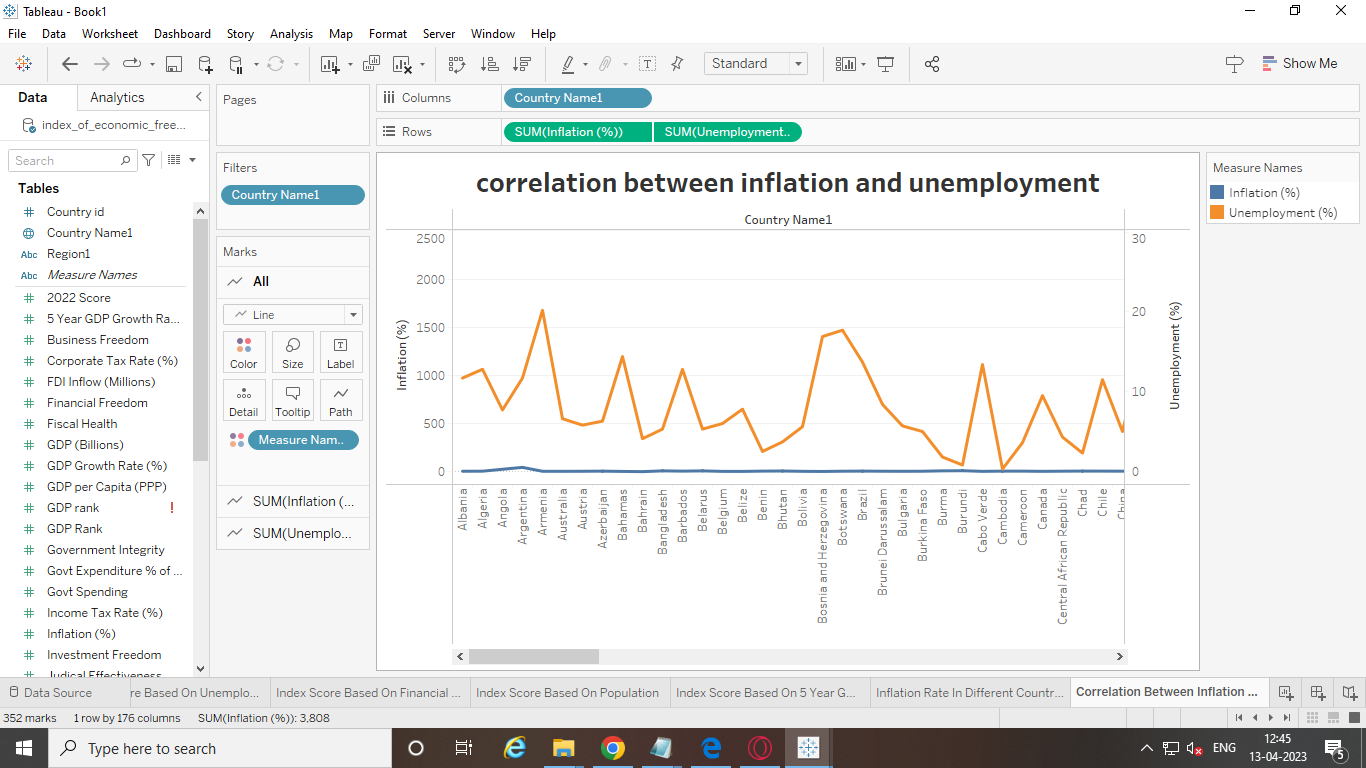 Tableau - Book1
File Data Worksheet Dashboard Story Analysis Map Format Server Window Help
Standard
Show Me
Data Analytics
index_of_economic_free...
Search
Tables
Country id
Country Name1
Abc Region1
Abc Measure Names
2022 Score
5 Year GDP Growth Ra...
Business Freedom
Corporate Tax Rate (%)
FDI Inflow (Millions)
Financial Freedom
Fiscal Health
GDP (Billions)
GDP Growth Rate (%)
GDP per Capita (PPP)
GDP rank !
GDP Rank
Government Integrity
Govt Expenditure % of ...
Govt Spending
Income Tax Rate (%)
Inflation (%)
Investment Freedom
Judical Effectiveness
Pages
Filters
Country Name1
Marks
All
Line
Color Size Label
Detail Tooltip Path
Measure Nam..
SUM(Inflation (...
SUM(Unemplo...
Columns Country Name1
Rows SUM(Inflation (%)) SUM(Unemployment..
correlation between inflation and unemployment
Country Name1
Inflation (%)
2500
2000
1500
1000
500
0
30
20
10
0
Unemployment (%)
Albania
Algeria
Angola
Argentina
Armenia
Australia
Austria
Azerbaijan
Bahamas
Bahrain
Bangladesh
Barbados
Belarus
Belgium
Belize
Benin
Bhutan
Bolivia
Bosnia and Herzegovina
Botswana
Brazil
Brunei Darussalam
Bulgaria
Burkina Faso
Burma
Burundi
Cabo Verde
Cambodia
Cameroon
Canada
Central African Republic
Chad
Chile
China
Measure Names
Inflation (%)
Unemployment (%)
Data Source re Based On Unemplo... Index Score Based On Financial ... Index Score Based On Population Index Score Based On 5 Year G... Inflation Rate In Different Countr... Correlation Between Inflation ...
352 marks 1 row by 176 columns SUM(Inflation (%)): 3,808
Type here to search
ENG
12:45
13-04-2023
5